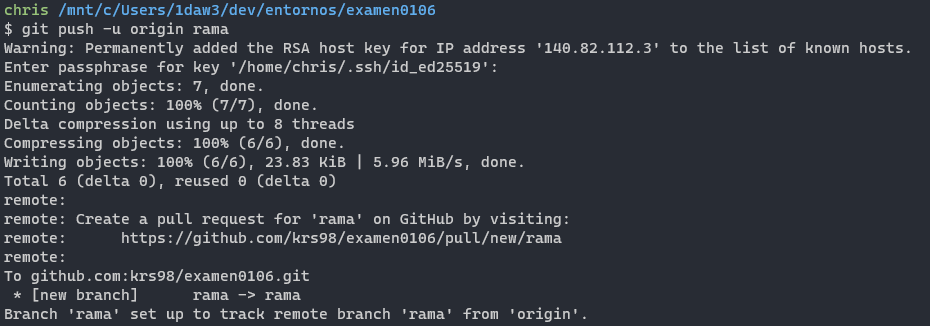 chris /mnt/c/Users/1daw3/dev/entornos/examen0106
$ git push -u origin rama
Warning: Permanently added the RSA host key for IP address '140.82.112.3' to the list of known hosts.
Enter passphrase for key '/home/chris/.ssh/id_ed25519':
Enumerating objects: 7, done.
Counting objects: 100% (7/7), done.
Delta compression using up to 8 threads
Compressing objects: 100% (6/6), done.
Writing objects: 100% (6/6), 23.83 KiB | 5.96 MiB/s, done.
Total 6 (delta 0), reused 0 (delta 0)
remote:
remote: Create a pull request for 'rama' on GitHub by visiting:
remote:      https://github.com/krs98/examen0106/pull/new/rama
remote:
To github.com:krs98/examen0106.git
 * [new branch]      rama -> rama
Branch 'rama' set up to track remote branch 'rama' from 'origin'.